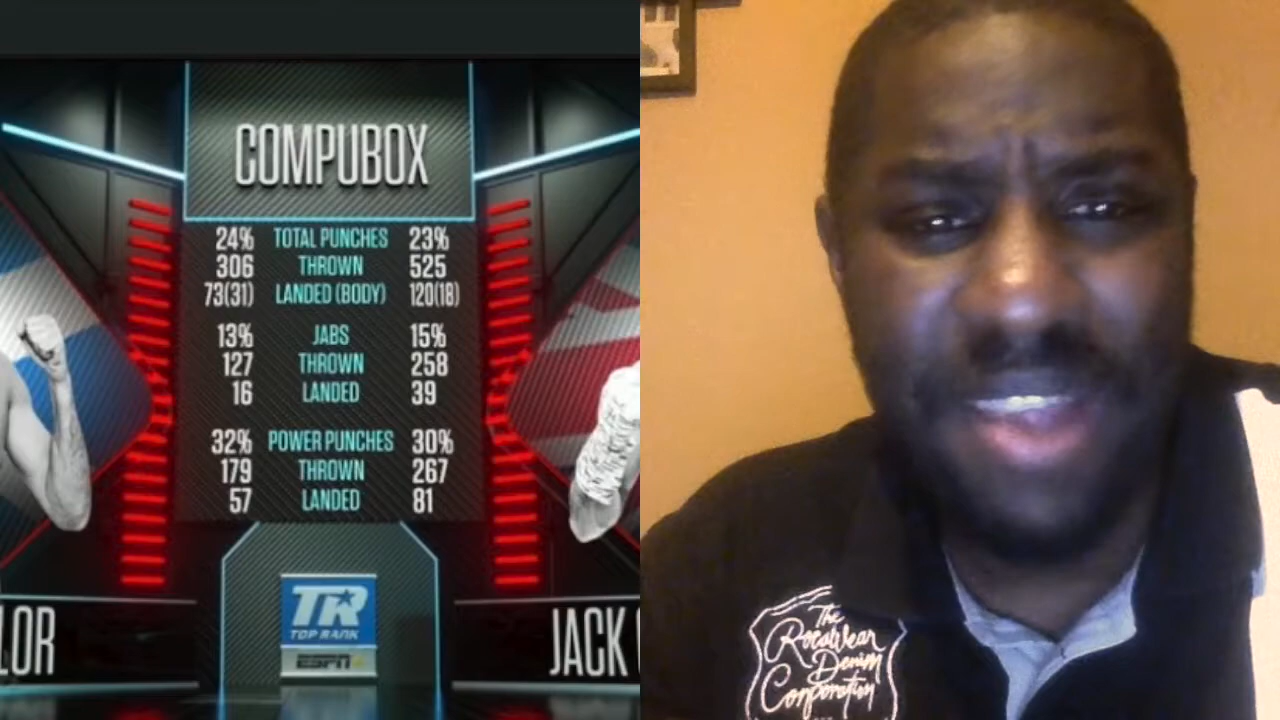 COMPUBOX
24% TOTAL PUNCHES 23%
306 THROWN 525
73(31) LANDED (BODY) 120(18)
13% JABS 15%
127 THROWN 258
16 LANDED 39
32% POWER PUNCHES 30%
179 THROWN 267
57 LANDED 81
TR
TOP RANK
ESPN+
LOR
JACK
The
RocaWear
Denim
Corporation